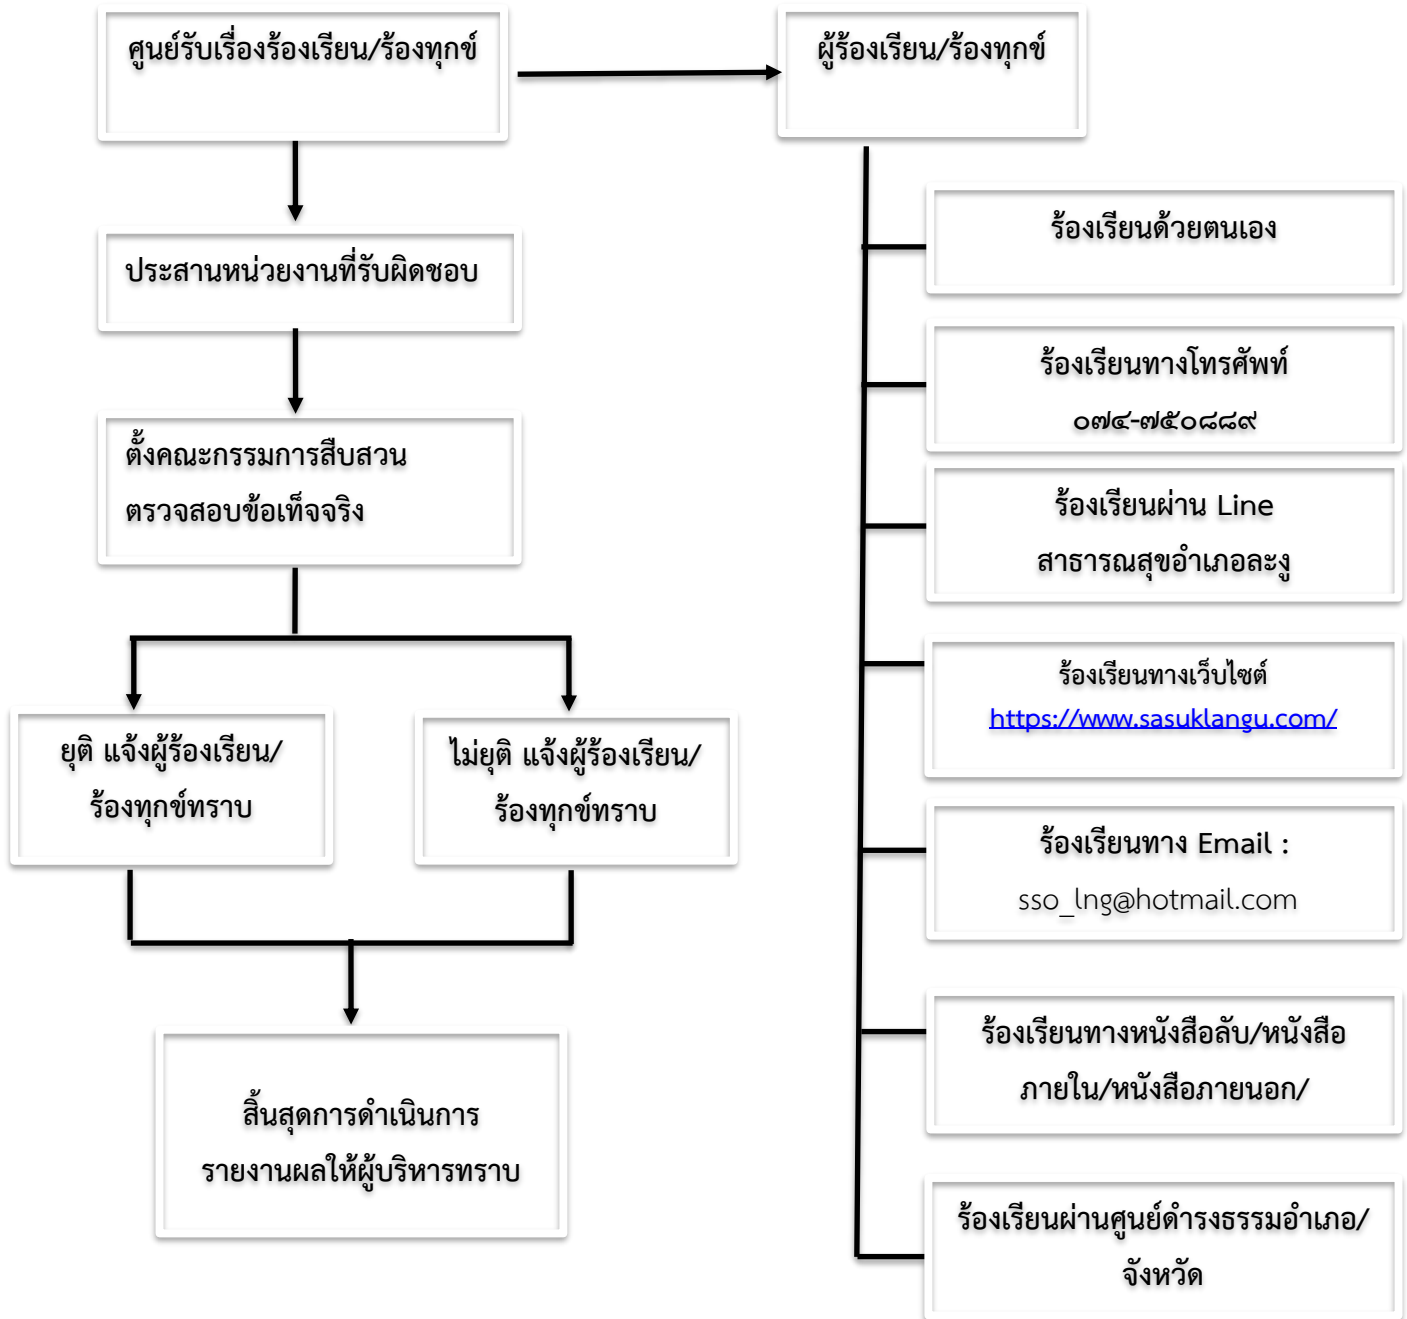 ศูนย์รับเรื่องร้องเรียน/ร้องทุกข์
ผู้ร้องเรียน/ร้องทุกข์
ประสานหน่วยงานที่รับผิดชอบ
ตั้งคณะกรรมการสืบสวน
ตรวจสอบข้อเท็จจริง
ยุติ แจ้งผู้ร้องเรียน/
ร้องทุกข์ทราบ
ไม่ยุติ แจ้งผู้ร้องเรียน/
ร้องทุกข์ทราบ
สิ้นสุดการดำเนินการ
รายงานผลให้ผู้บริหารทราบ
ร้องเรียนด้วยตนเอง
ร้องเรียนทางโทรศัพท์
๐๗๔-๗๕๐๘๘๙
ร้องเรียนผ่าน Line
สาธารณสุขอำเภอละงู
ร้องเรียนทางเว็บไซต์
https://www.sasuklangu.com/
ร้องเรียนทาง Email :
sso_lng@hotmail.com
ร้องเรียนทางหนังสือลับ/หนังสือ
ภายใน/หนังสือภายนอก/
ร้องเรียนผ่านศูนย์ดำรงธรรมอำเภอ/
จังหวัด